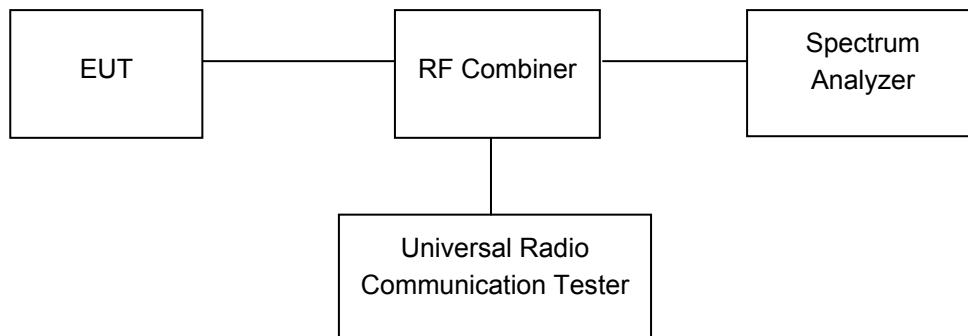 EUT
RF Combiner
Spectrum
Analyzer
Universal Radio
Communication Tester